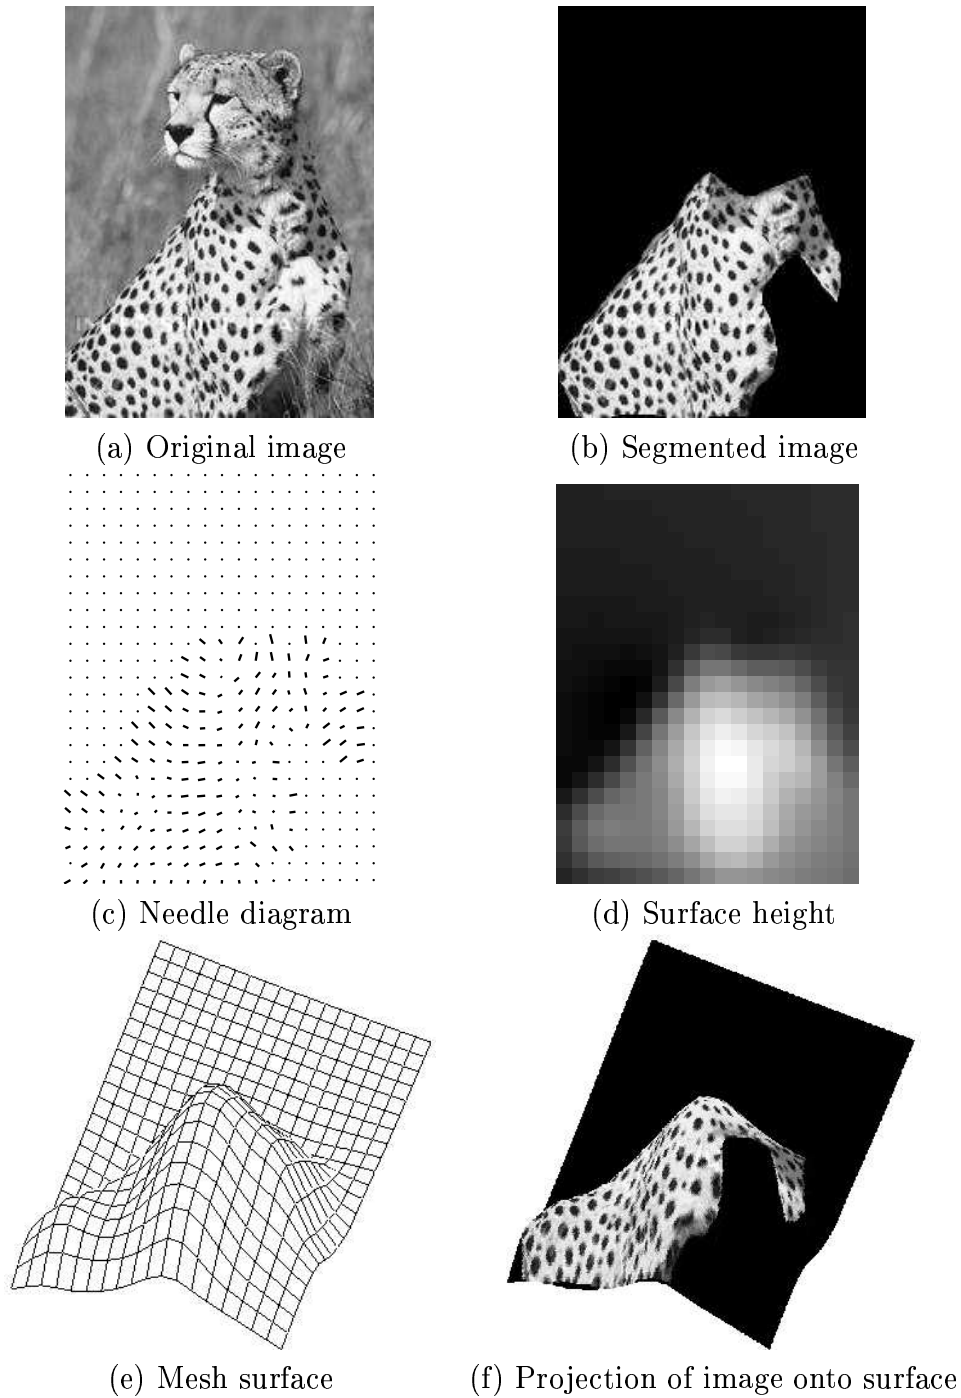 (a) Original image
(b) Segmented image
(c) Needle diagram
(d) Surface height
(e) Mesh surface
(f) Projection of image onto surface